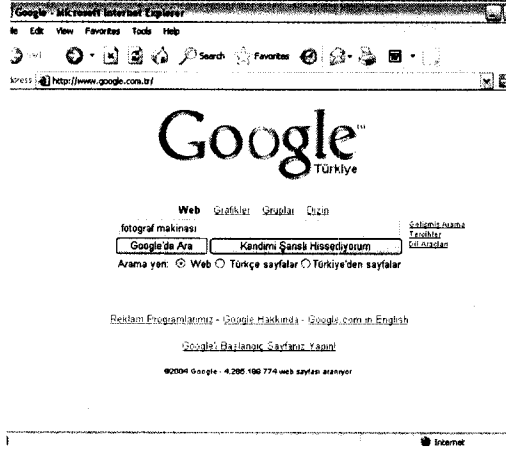 Google - Microsoft Internet Explorer
le Edit View Favorites Tools Help
Search Favorites
dress http://www.google.com.tr/
Google™
Türkiye
Web Grafikler Gruplar Dizin
fotograf makinası
Gelişmiş Arama
Tercihler
Dil Araçları
Google'da Ara Kendimi Şanslı Hissediyorum
Arama yeri: Web Türkçe sayfalar Türkiye'den sayfalar
Reklam Programlarımız - Google Hakkında - Google.com in English
Google'ı Başlangıç Sayfanız Yapın!
©2004 Google - 4.285.199.774 web sayfası aranıyor
Internet